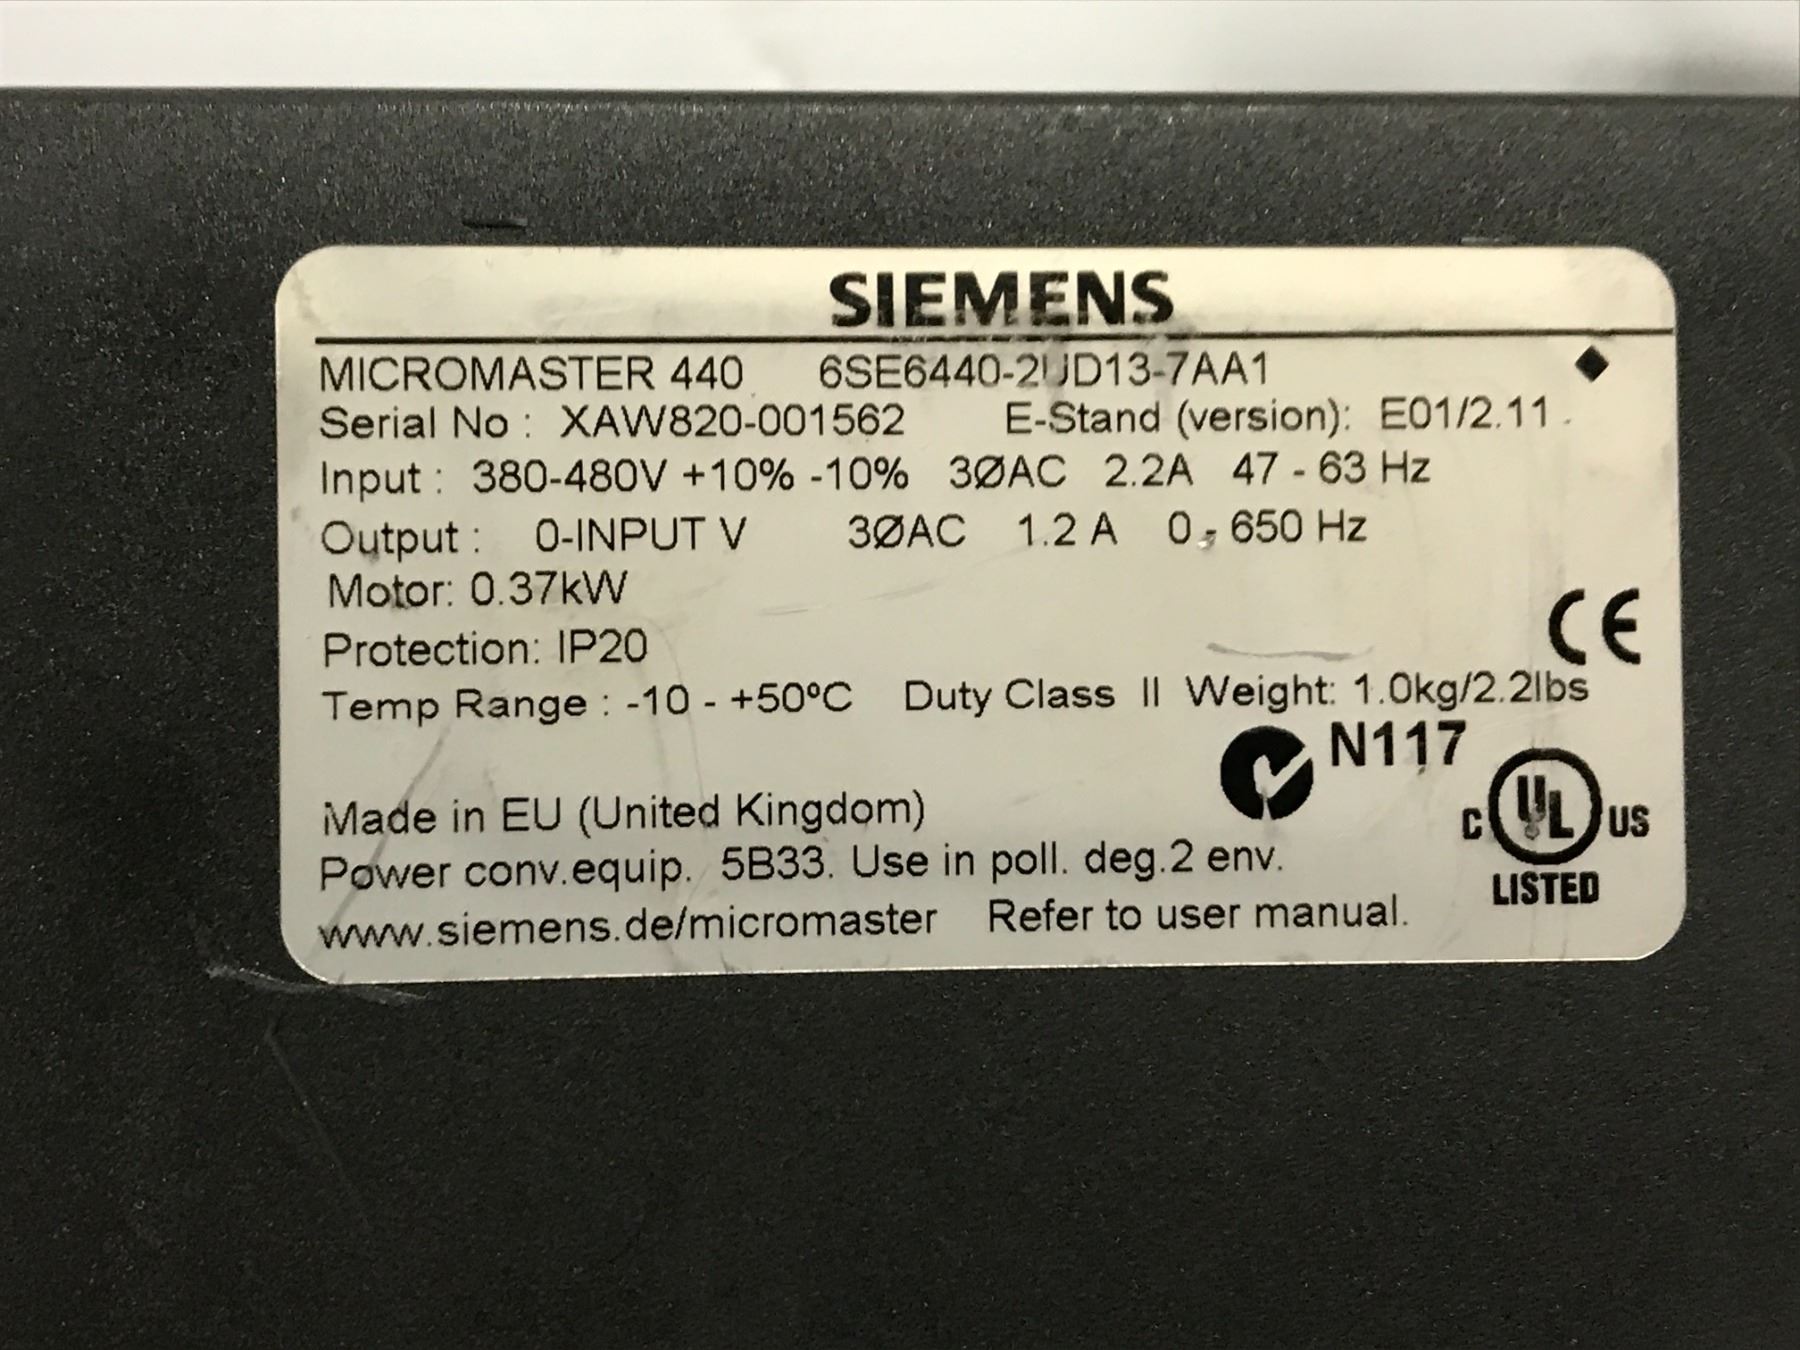 SIEMENS
MICROMASTER 440 6SE6440-2UD13-7AA1
Serial No : XAW820-001562 E-Stand (version): E01/2.11
Input : 380-480V +10% -10% 3ØAC 2.2A 47 - 63 Hz
Output : 0-INPUT V 3ØAC 1.2 A 0 - 650 Hz
Motor: 0.37kW
Protection: IP20
CE
Temp Range : -10 - +50ºC Duty Class II Weight: 1.0kg/2.2lbs
N117
Made in EU (United Kingdom)
C UL US
LISTED
Power conv.equip. 5B33. Use in poll. deg.2 env.
www.siemens.de/micromaster Refer to user manual.